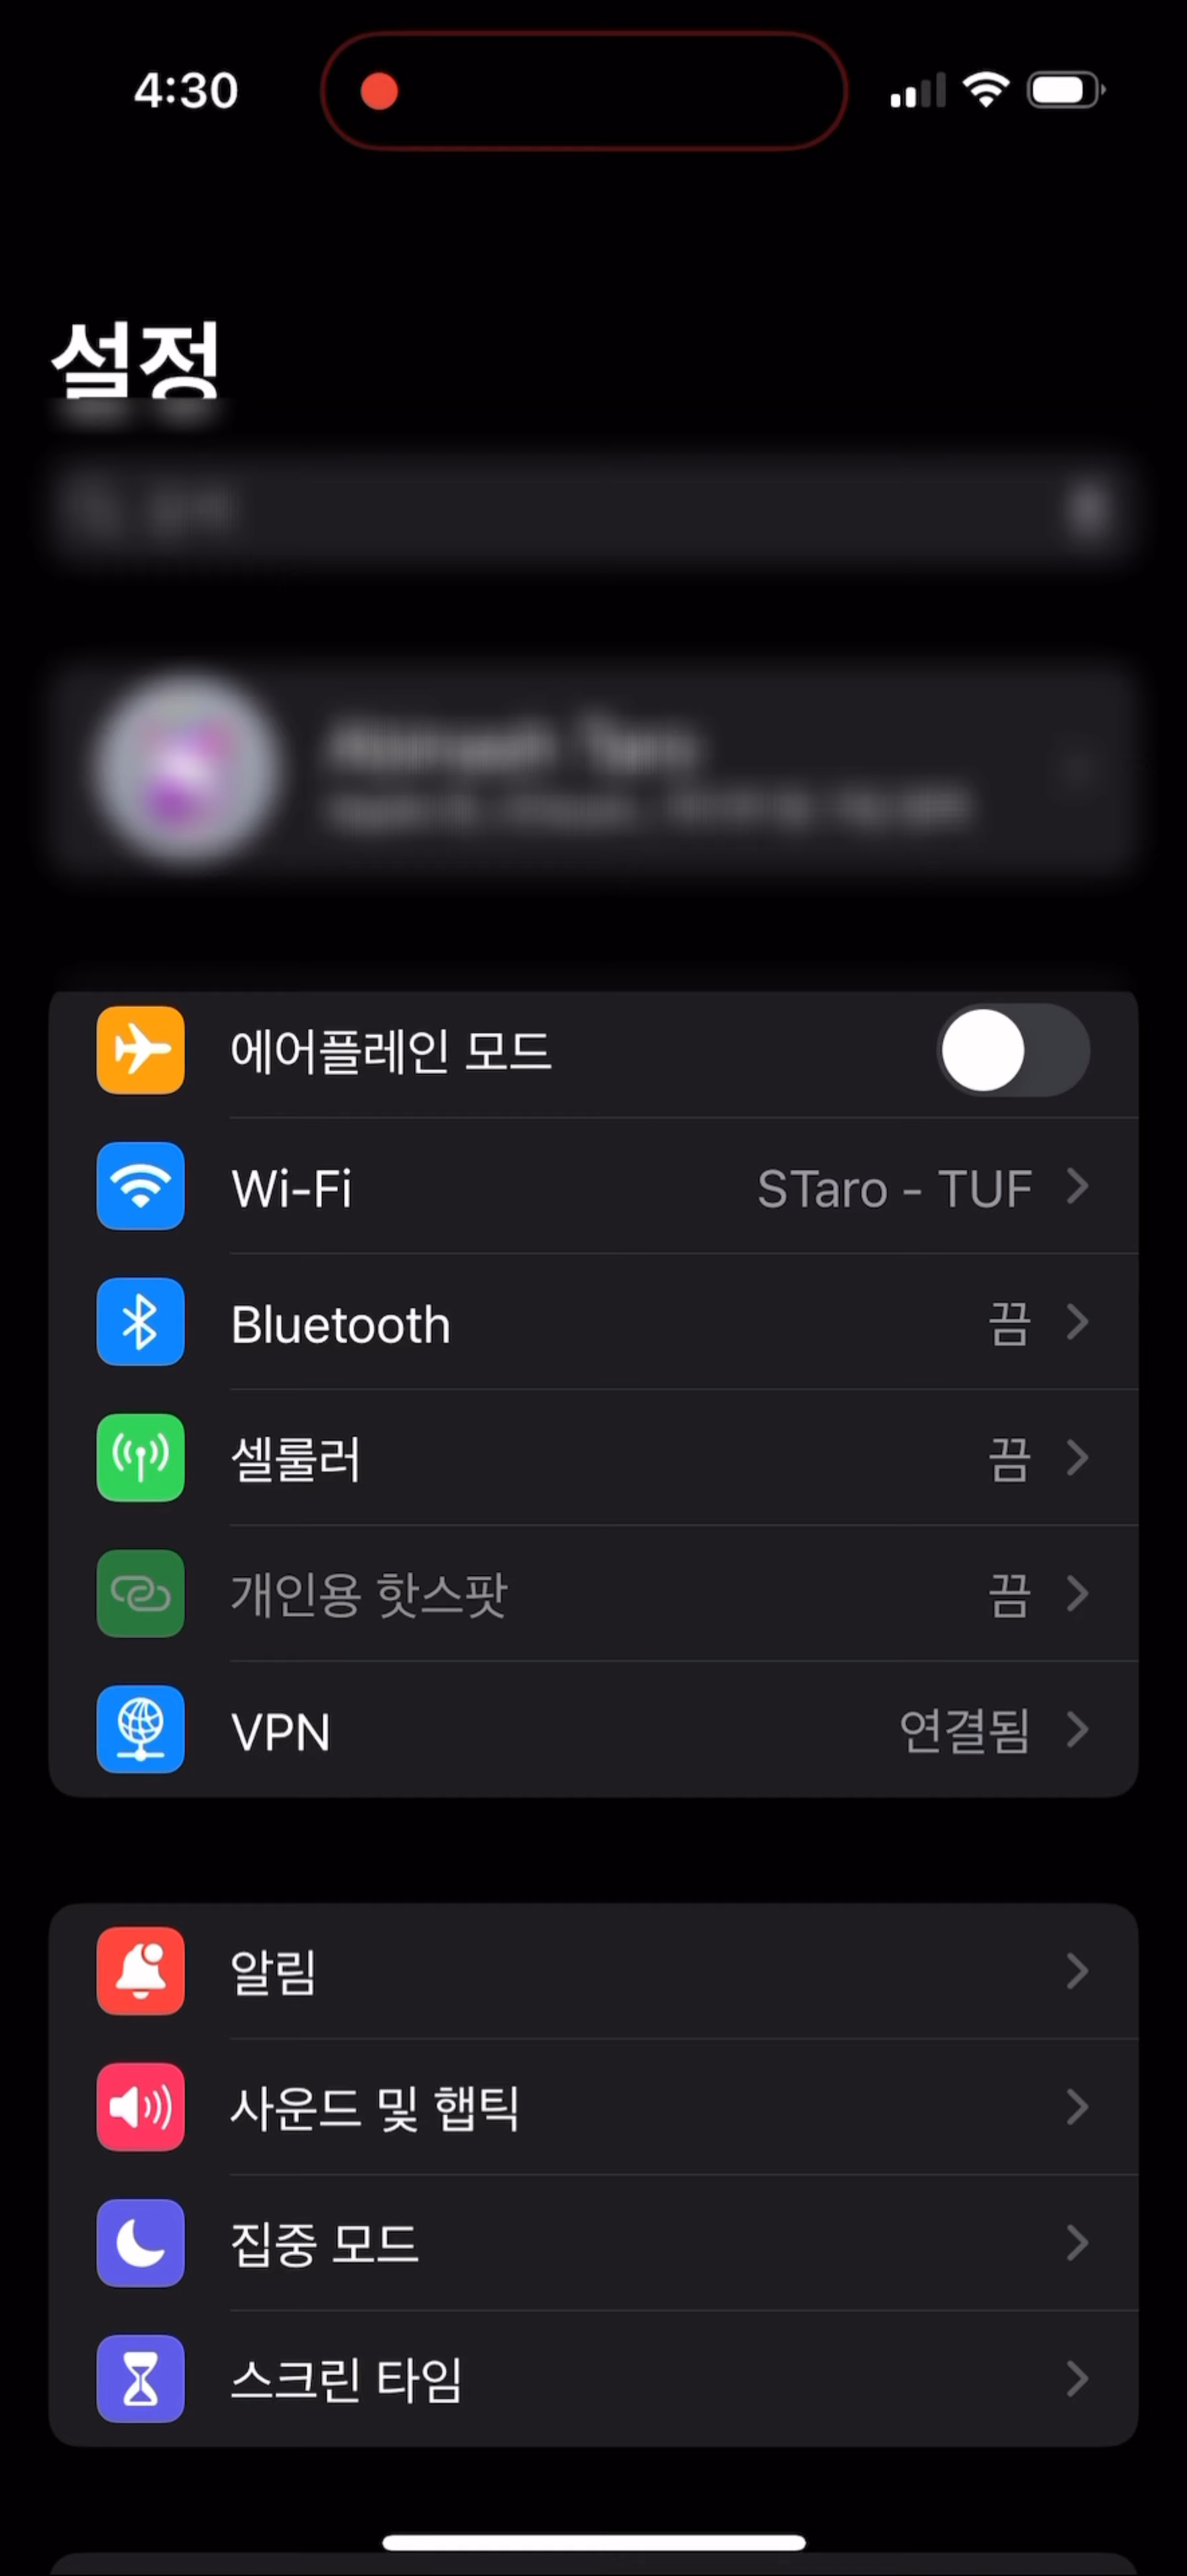 4:30
설정
에어플레인 모드
Wi-Fi STaro - TUF
Bluetooth 끔
셀룰러 끔
개인용 핫스팟 끔
VPN 연결됨
알림
사운드 및 햅틱
집중 모드
스크린 타임